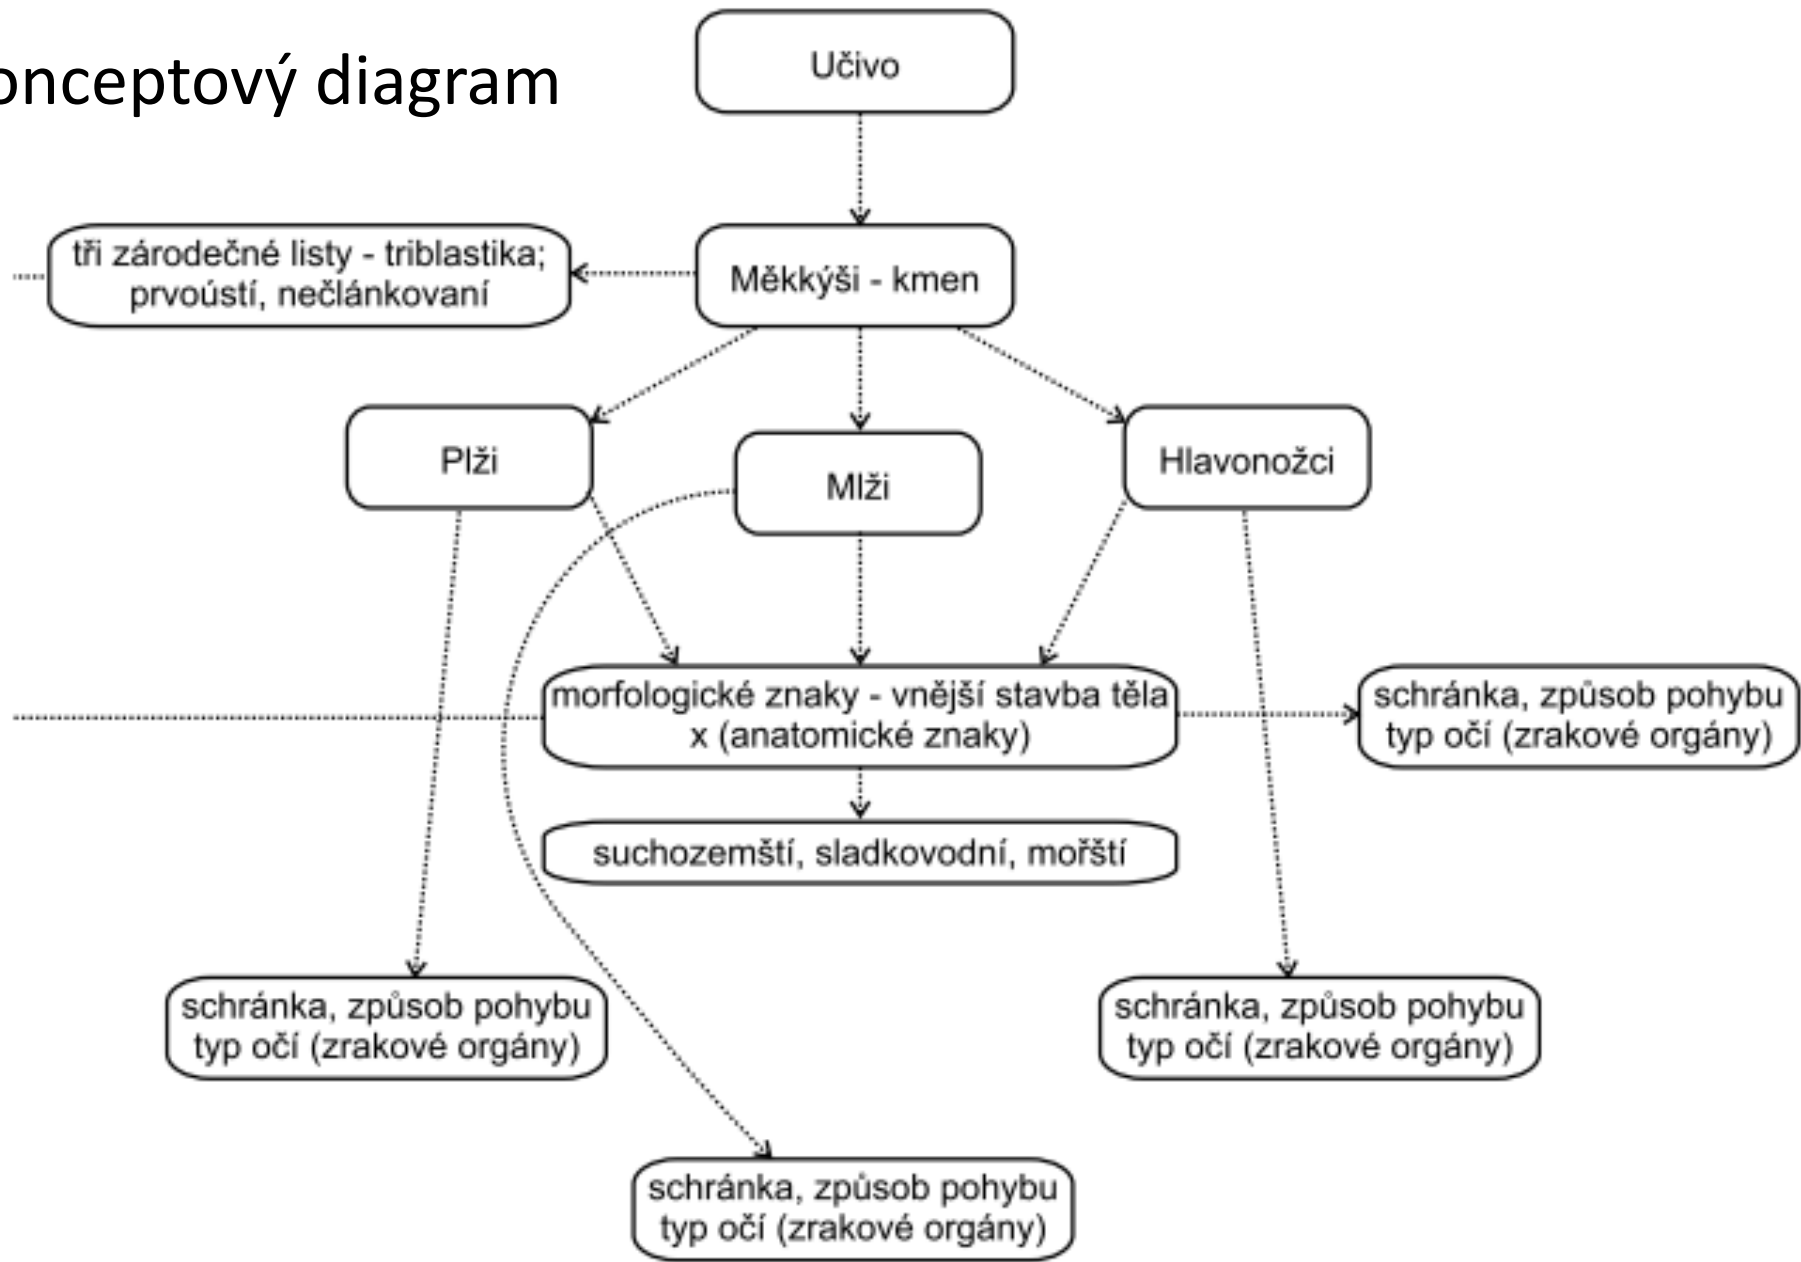 onceptový diagram
Učivo
tři zárodečné listy - triblastika;
prvoústí, nečlánkovaní
Měkkýši - kmen
Plži
Mlži
Hlavonožci
morfologické znaky - vnější stavba těla
x (anatomické znaky)
schránka, způsob pohybu
typ očí (zrakové orgány)
suchozemští, sladkovodní, mořští
schránka, způsob pohybu
typ očí (zrakové orgány)
schránka, způsob pohybu
typ očí (zrakové orgány)
schránka, způsob pohybu
typ očí (zrakové orgány)